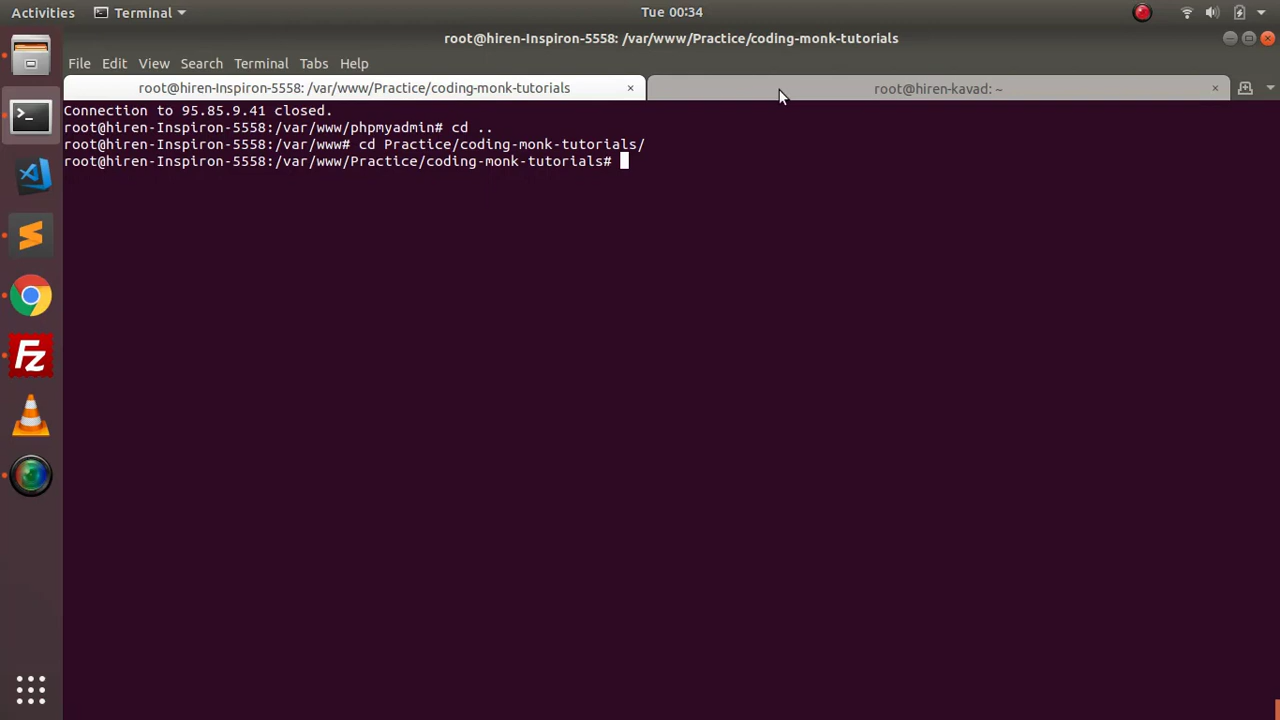 Activities Terminal Tue 00:34
root@hiren-Inspiron-5558: /var/www/Practice/coding-monk-tutorials
File Edit View Search Terminal Tabs Help
root@hiren-Inspiron-5558: /var/www/Practice/coding-monk-tutorials × root@hiren-kavad: ~ ×
Connection to 95.85.9.41 closed.
root@hiren-Inspiron-5558:/var/www/phpmyadmin# cd ..
root@hiren-Inspiron-5558:/var/www# cd Practice/coding-monk-tutorials/
root@hiren-Inspiron-5558:/var/www/Practice/coding-monk-tutorials#
Fz